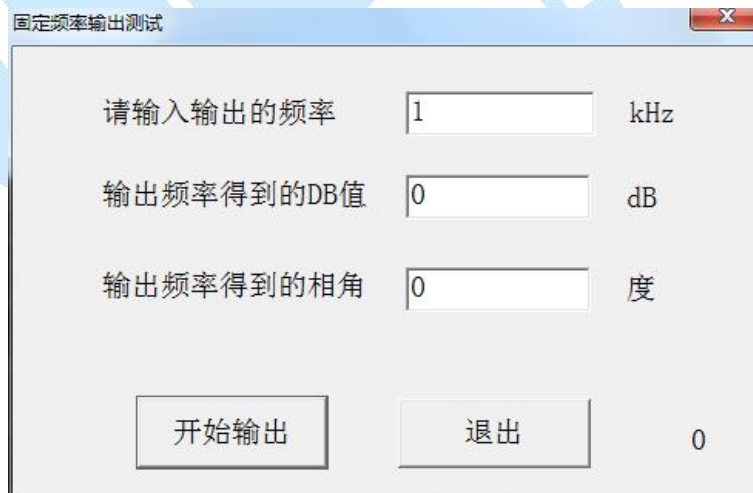 固定频率输出测试
请输入输出的频率 1 kHz
输出频率得到的DB值 0 dB
输出频率得到的相角 0 度
开始输出 退出 0